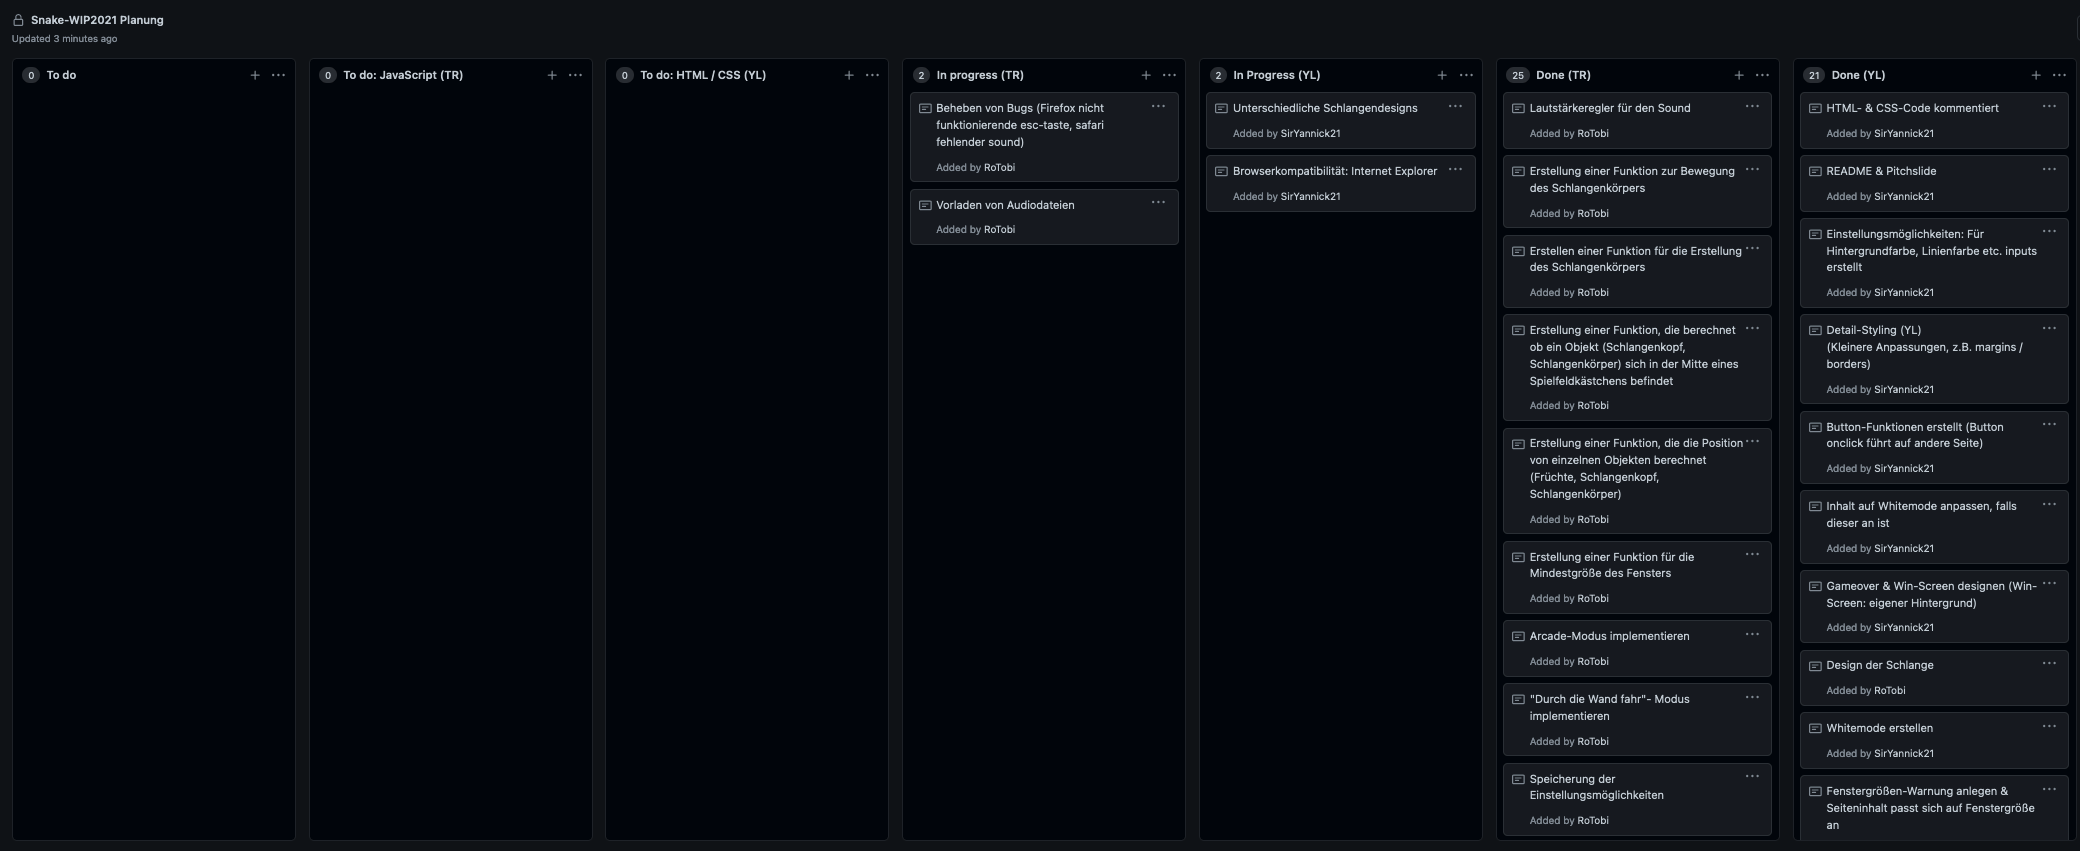 Snake-WIP2021 Planung
Updated 3 minutes ago
0 To do
0 To do: JavaScript (TR)
0 To do: HTML / CSS (YL)
2 In progress (TR)
Beheben von Bugs (Firefox nicht
funktionierende esc-taste, safari
fehlender sound)
Added by RoTobi
Vorladen von Audiodateien
Added by RoTobi
2 In Progress (YL)
Unterschiedliche Schlangendesigns
Added by SirYannick21
Browserkompatibilität: Internet Explorer
Added by SirYannick21
25 Done (TR)
Lautstärkeregler für den Sound
Added by RoTobi
Erstellung einer Funktion zur Bewegung
des Schlangenkörpers
Added by RoTobi
Erstellen einer Funktion für die Erstellung
des Schlangenkörpers
Added by RoTobi
Erstellung einer Funktion, die berechnet
ob ein Objekt (Schlangenkopf,
Schlangenkörper) sich in der Mitte eines
Spielfeldkästchens befindet
Added by RoTobi
Erstellung einer Funktion, die die Position
von einzelnen Objekten berechnet
(Früchte, Schlangenkopf,
Schlangenkörper)
Added by RoTobi
Erstellung einer Funktion für die
Mindestgröße des Fensters
Added by RoTobi
Arcade-Modus implementieren
Added by RoTobi
"Durch die Wand fahr"- Modus
implementieren
Added by RoTobi
Speicherung der
Einstellungsmöglichkeiten
Added by RoTobi
21 Done (YL)
HTML- & CSS-Code kommentiert
Added by SirYannick21
README & Pitchslide
Added by SirYannick21
Einstellungsmöglichkeiten: Für
Hintergrundfarbe, Linienfarbe etc. inputs
erstellt
Added by SirYannick21
Detail-Styling (YL)
(Kleinere Anpassungen, z.B. margins /
borders)
Added by SirYannick21
Button-Funktionen erstellt (Button
onclick führt auf andere Seite)
Added by SirYannick21
Inhalt auf Whitemode anpassen, falls
dieser an ist
Added by SirYannick21
Gameover & Win-Screen designen (Win-
Screen: eigener Hintergrund)
Added by SirYannick21
Design der Schlange
Added by RoTobi
Whitemode erstellen
Added by SirYannick21
Fenstergrößen-Warnung anlegen &
Seiteninhalt passt sich auf Fenstergröße
an